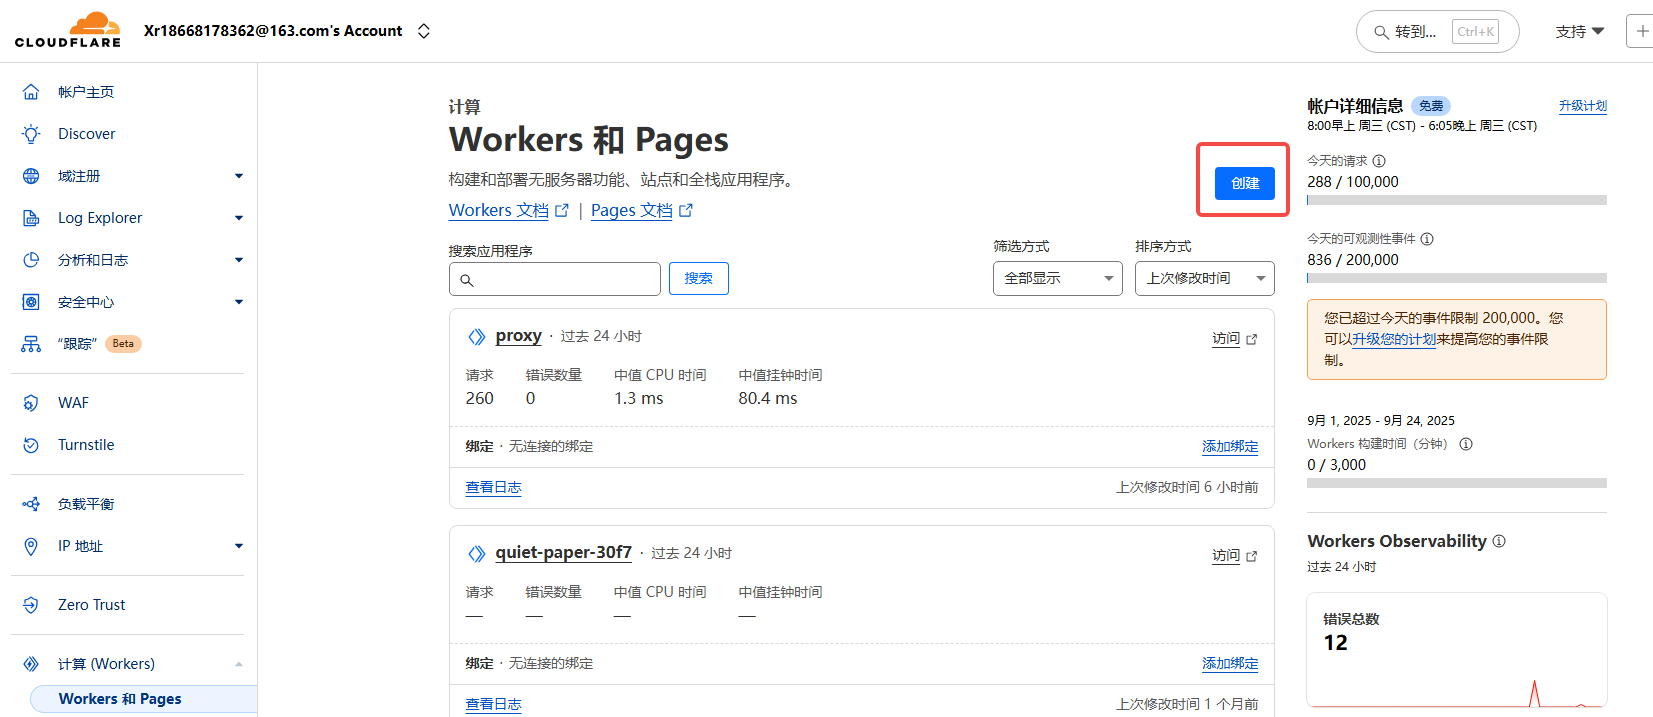 CLOUDFLARE
Xr18668178362@163.com's Account
转到... Ctrl+K
支持
帐户主页
Discover
域注册
Log Explorer
分析和日志
安全中心
“跟踪” Beta
WAF
Turnstile
负载平衡
IP 地址
Zero Trust
计算 (Workers)
Workers 和 Pages
计算
Workers 和 Pages
构建和部署无服务器功能、站点和全栈应用程序。
Workers 文档 | Pages 文档
创建
搜索应用程序
搜索
筛选方式
全部显示
排序方式
上次修改时间
proxy · 过去 24 小时
访问
请求 错误数量 中值 CPU 时间 中值挂钟时间
260 0 1.3 ms 80.4 ms
绑定 · 无连接的绑定
添加绑定
查看日志
上次修改时间 6 小时前
quiet-paper-30f7 · 过去 24 小时
访问
请求 错误数量 中值 CPU 时间 中值挂钟时间
— — — —
绑定 · 无连接的绑定
添加绑定
查看日志
上次修改时间 1 个月前
帐户详细信息 免费
升级计划
8:00早上 周三 (CST) - 6:05晚上 周三 (CST)
今天的请求
288 / 100,000
今天的可观测性事件
836 / 200,000
您已超过今天的事件限制 200,000。您
可以升级您的计划来提高您的事件限
制。
9月 1, 2025 - 9月 24, 2025
Workers 构建时间（分钟）
0 / 3,000
Workers Observability
过去 24 小时
错误总数
12